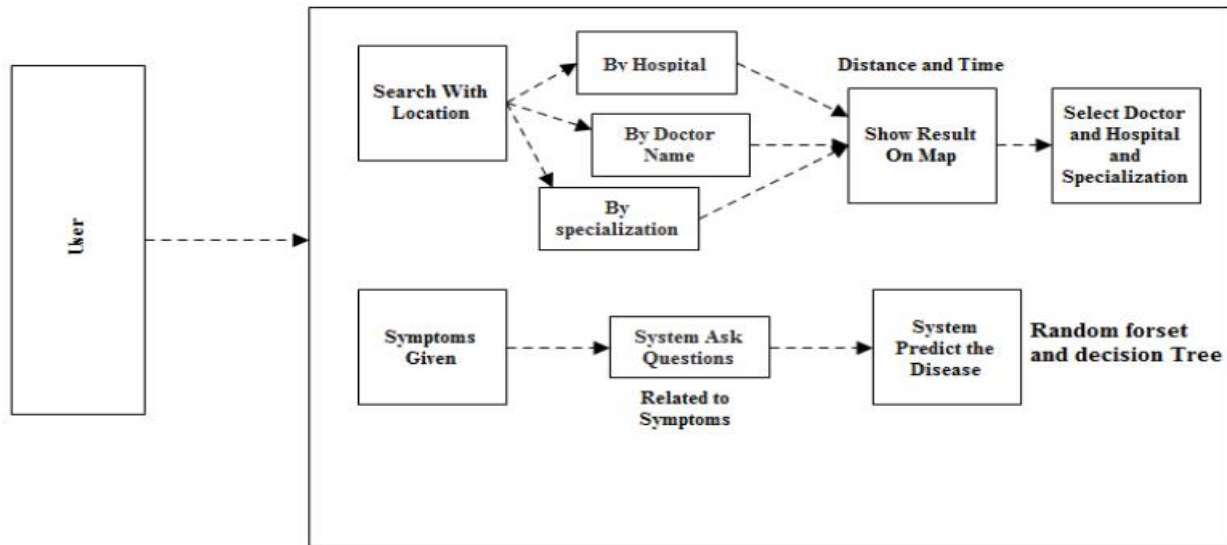 User
Search With
Location
By Hospital
By Doctor
Name
By
specialization
Distance and Time
Show Result
On Map
Select Doctor
and Hospital
and
Specialization
Symptoms
Given
System Ask
Questions
Related to
Symptoms
System
Predict the
Disease
Random forset
and decision Tree